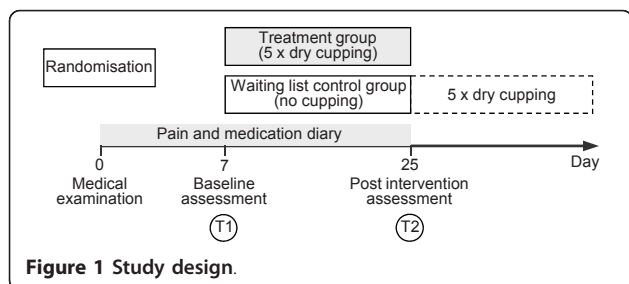 Treatment group
(5 x dry cupping)
Randomisation
Waiting list control group
(no cupping)
5 x dry cupping
Pain and medication diary
0
7
25
Day
Medical
examination
Baseline
assessment
Post intervention
assessment
T1
T2
Figure 1 Study design.